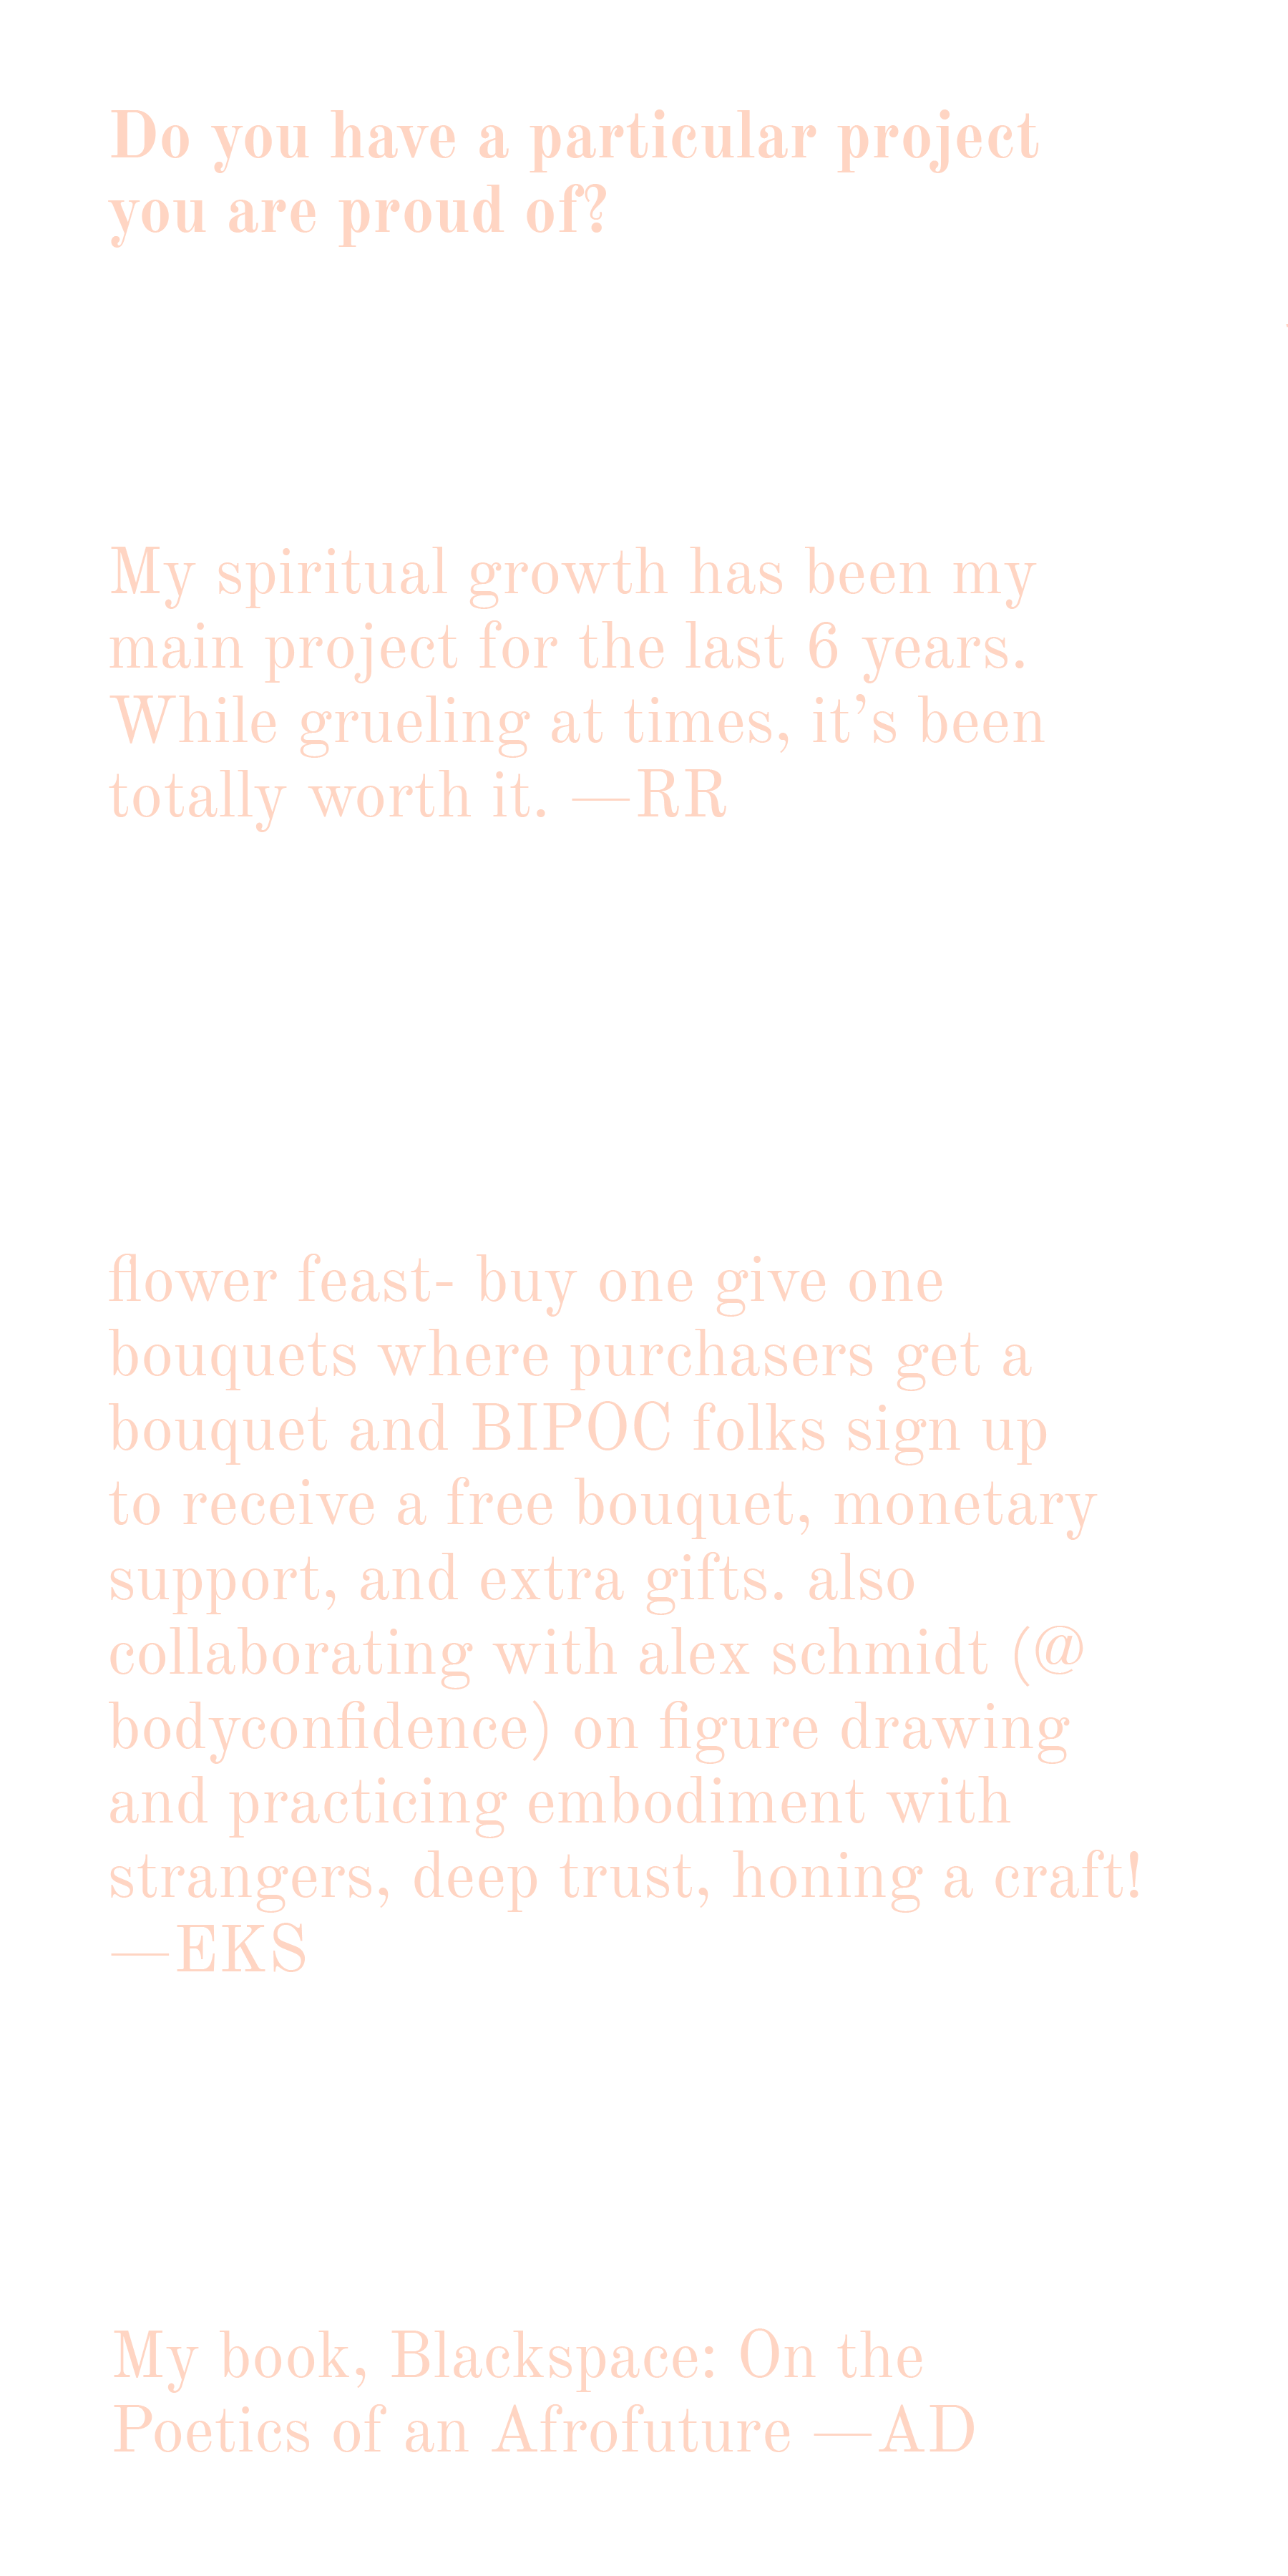 Do you have a particular project
you are proud of?
My spiritual growth has been my
main project for the last 6 years.
While grueling at times, it’s been
totally worth it. —RR
flower feast- buy one give one
bouquets where purchasers get a
bouquet and BIPOC folks sign up
to receive a free bouquet, monetary
support, and extra gifts. also
collaborating with alex schmidt (@
bodyconfidence) on figure drawing
and practicing embodiment with
strangers, deep trust, honing a craft!
—EKS
My book, Blackspace: On the
Poetics of an Afrofuture —AD